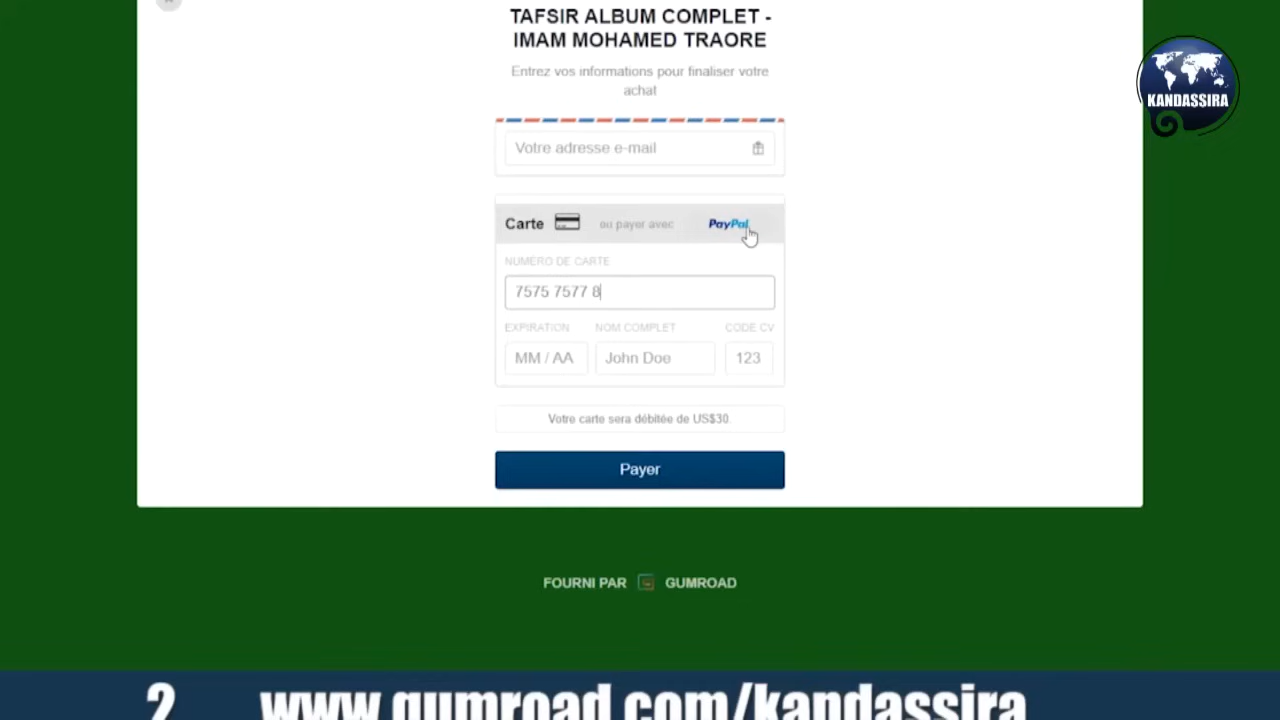 TAFSIR ALBUM COMPLET -
IMAM MOHAMED TRAORE
Entrez vos informations pour finaliser votre
achat
KANDASSIRA
Votre adresse e-mail
Carte ou payer avec PayPal
NUMÉRO DE CARTE
7575 7577 8
EXPIRATION NOM COMPLET CODE CV
MM / AA John Doe 123
Votre carte sera débitée de US$30.
Payer
FOURNI PAR GUMROAD
2 www.gumroad.com/kandassira